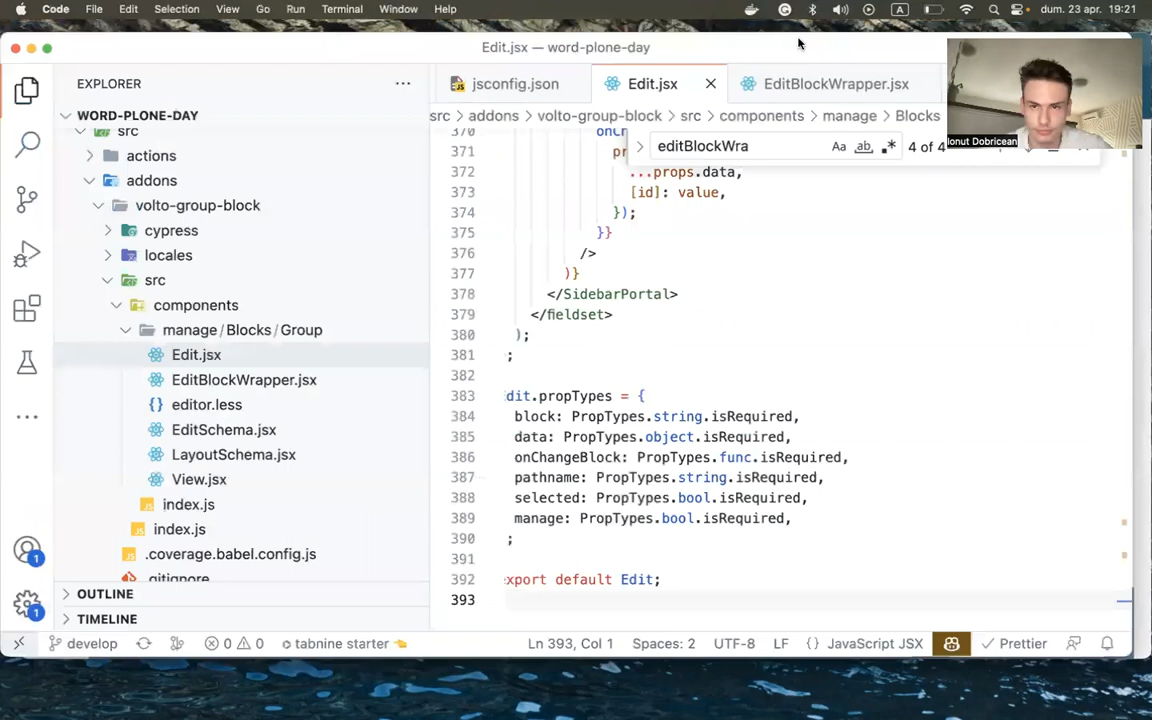 Code File Edit Selection View Go Run Terminal Window Help
A
dum. 23 apr. 19:21
Edit.jsx — word-plone-day
EXPLORER
WORD-PLONE-DAY
src
actions
addons
volto-group-block
cypress
locales
src
components
manage/Blocks/Group
Edit.jsx
EditBlockWrapper.jsx
editor.less
EditSchema.jsx
LayoutSchema.jsx
View.jsx
index.js
index.js
.coverage.babel.config.js
.gitignore
OUTLINE
TIMELINE
1
1
jsconfig.json
Edit.jsx
EditBlockWrapper.jsx
src > addons > volto-group-block > src > components > manage > Blocks
editBlockWra
Aa ab
4 of 4
Ionut Dobricean
370 onCh
371 pr
372 ...props.data,
373 [id]: value,
374 });
375 }}
376 />
377 )}
378 </SidebarPortal>
379 </fieldset>
380 );
381 ;
382
383 dit.propTypes = {
384 block: PropTypes.string.isRequired,
385 data: PropTypes.object.isRequired,
386 onChangeBlock: PropTypes.func.isRequired,
387 pathname: PropTypes.string.isRequired,
388 selected: PropTypes.bool.isRequired,
389 manage: PropTypes.bool.isRequired,
390 ;
391
392 export default Edit;
393
develop
0 0
tabnine starter
Ln 393, Col 1
Spaces: 2
UTF-8
LF
{} JavaScript JSX
Prettier